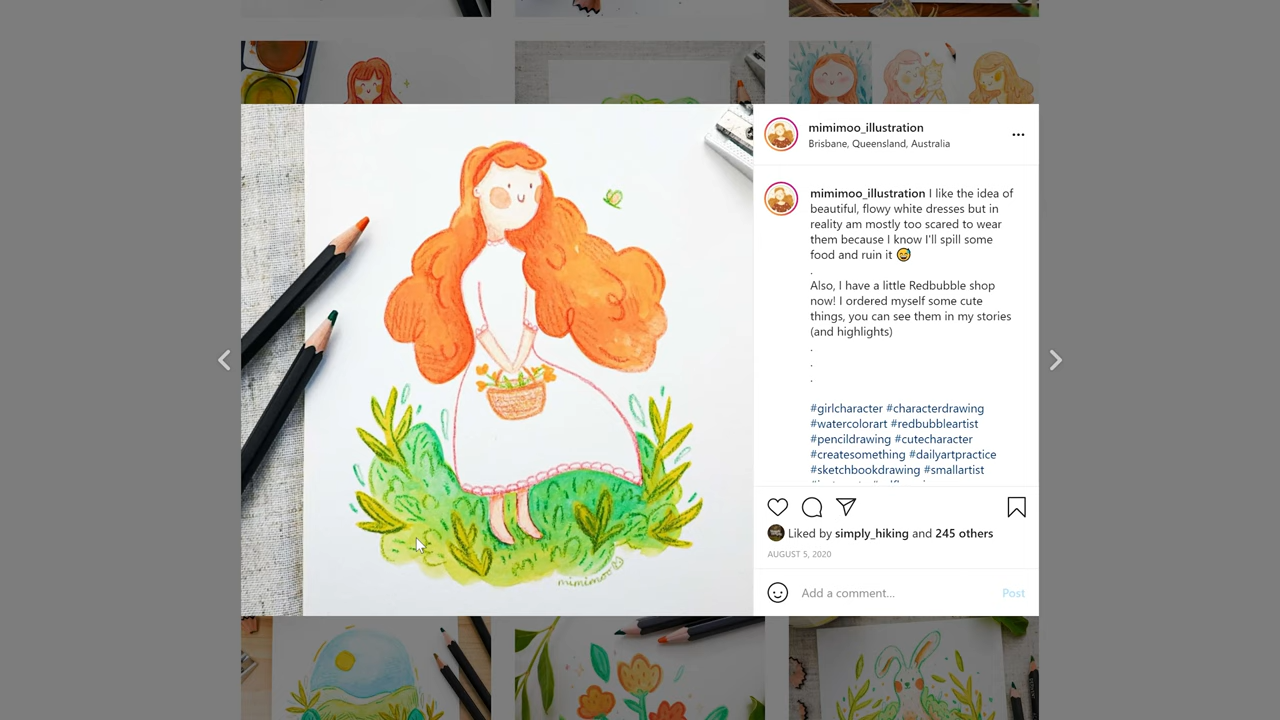 mimimoo_illustration
Brisbane, Queensland, Australia
...
mimimoo_illustration I like the idea of
beautiful, flowy white dresses but in
reality am mostly too scared to wear
them because I know I'll spill some
food and ruin it 😅
.
Also, I have a little Redbubble shop
now! I ordered myself some cute
things, you can see them in my stories
(and highlights)
.
.
.
#girlcharacter #characterdrawing
#watercolorart #redbubbleartist
#pencildrawing #cutecharacter
#createsomething #dailyartpractice
#sketchbookdrawing #smallartist
Liked by simply_hiking and 245 others
AUGUST 5, 2020
Add a comment...
Post
mimimoo